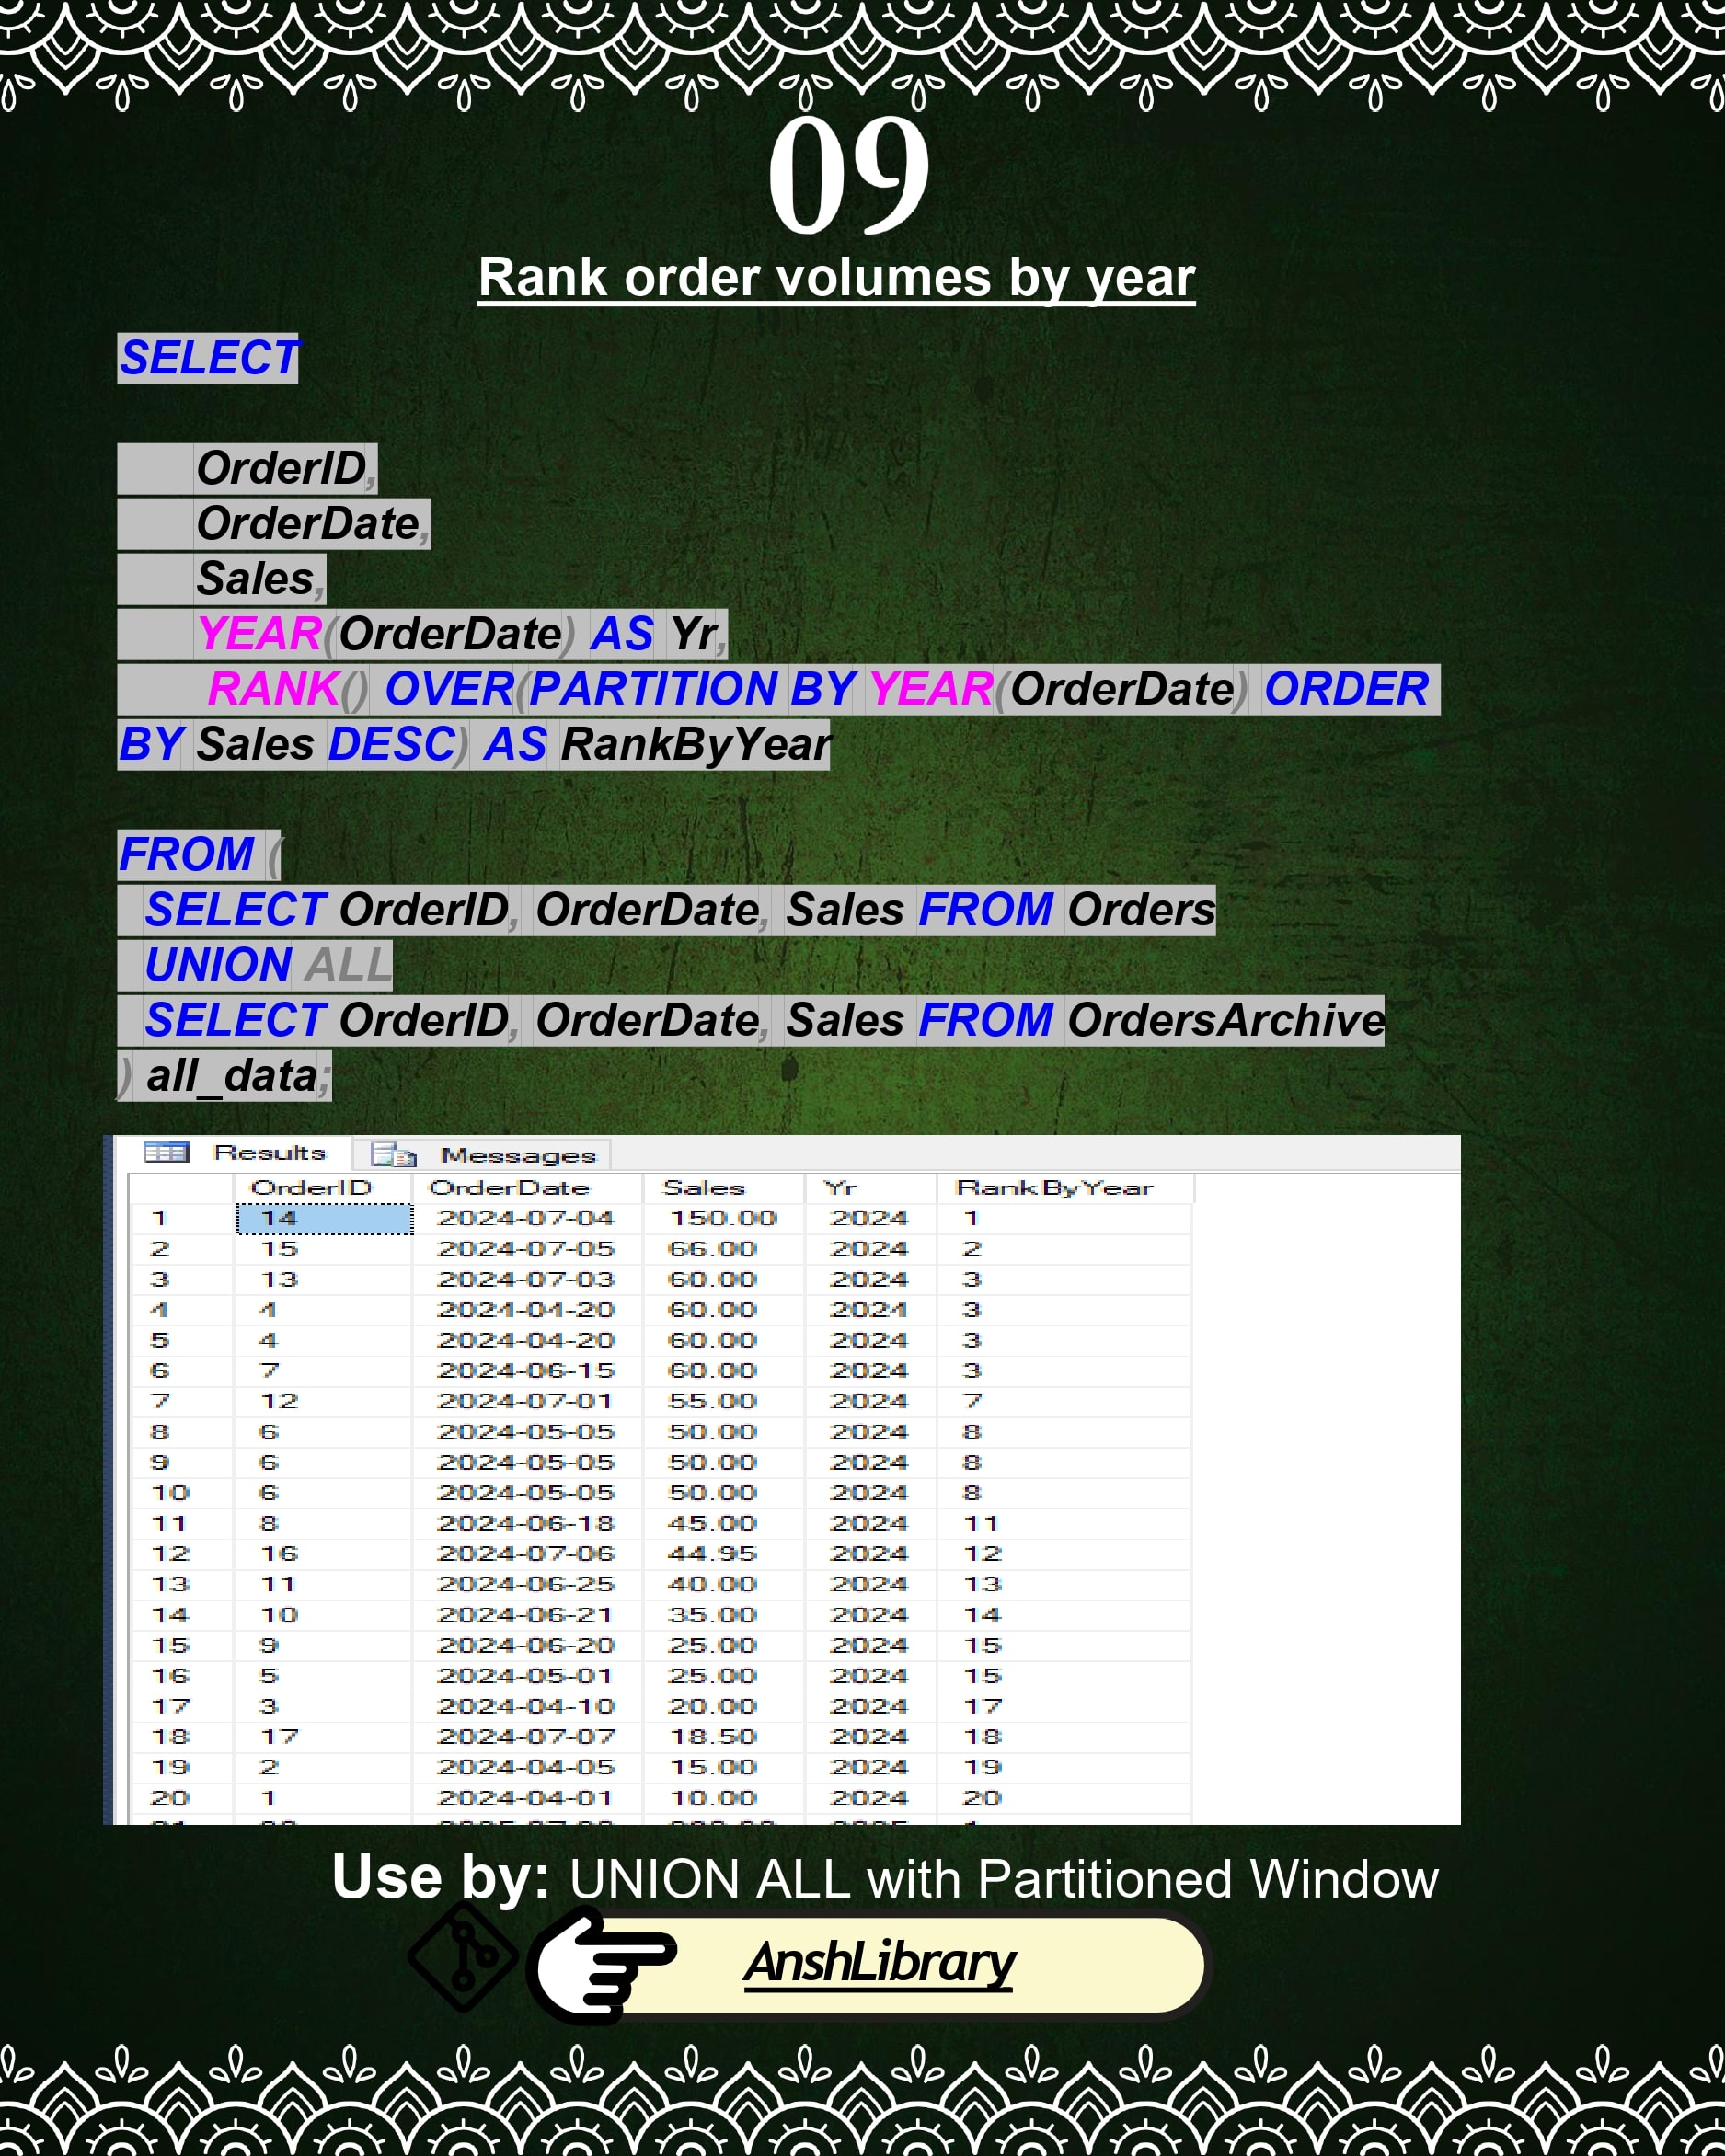 09
Rank order volumes by year
SELECT
OrderID,
OrderDate,
Sales,
YEAR(OrderDate) AS Yr,
RANK() OVER(PARTITION BY YEAR(OrderDate) ORDER
BY Sales DESC) AS RankByYear
FROM (
SELECT OrderID, OrderDate, Sales FROM Orders
UNION ALL
SELECT OrderID, OrderDate, Sales FROM OrdersArchive
) all_data;
Results Messages
OrderID OrderDate Sales Yr RankByYear
1 14 2024-07-04 150.00 2024 1
2 15 2024-07-05 66.00 2024 2
3 13 2024-07-03 60.00 2024 3
4 4 2024-04-20 60.00 2024 3
5 4 2024-04-20 60.00 2024 3
6 7 2024-06-15 60.00 2024 3
7 12 2024-07-01 55.00 2024 7
8 6 2024-05-05 50.00 2024 8
9 6 2024-05-05 50.00 2024 8
10 6 2024-05-05 50.00 2024 8
11 8 2024-06-18 45.00 2024 11
12 16 2024-07-06 44.95 2024 12
13 11 2024-06-25 40.00 2024 13
14 10 2024-06-21 35.00 2024 14
15 9 2024-06-20 25.00 2024 15
16 5 2024-05-01 25.00 2024 15
17 3 2024-04-10 20.00 2024 17
18 17 2024-07-07 18.50 2024 18
19 2 2024-04-05 15.00 2024 19
20 1 2024-04-01 10.00 2024 20
Use by: UNION ALL with Partitioned Window
AnshLibrary